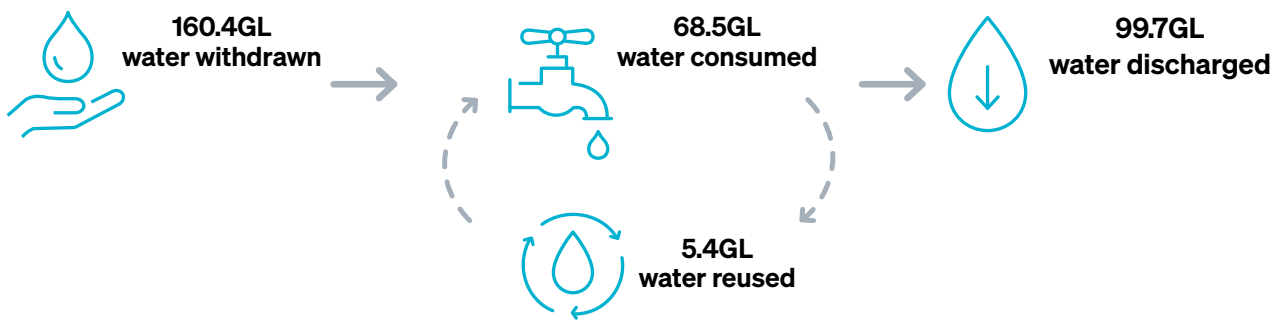 160.4GL
water withdrawn
68.5GL
water consumed
99.7GL
water discharged
5.4GL
water reused